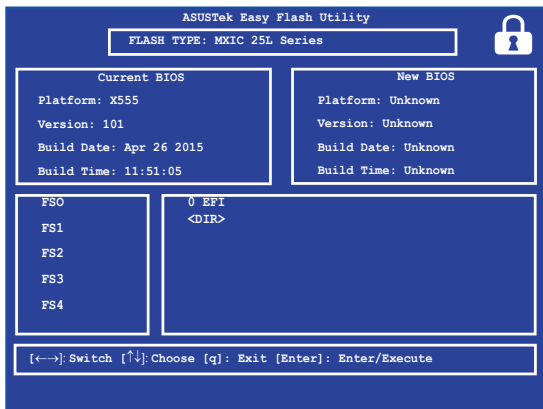 ASUSTek Easy Flash Utility
FLASH TYPE: MXIC 25L Series
Current BIOS
Platform: X555
Version: 101
Build Date: Apr 26 2015
Build Time: 11:51:05
New BIOS
Platform: Unknown
Version: Unknown
Build Date: Unknown
Build Time: Unknown
FSO
FS1
FS2
FS3
FS4
0 EFI
<DIR>
[←→]: Switch [↑↓]: Choose [q]: Exit [Enter]: Enter/Execute